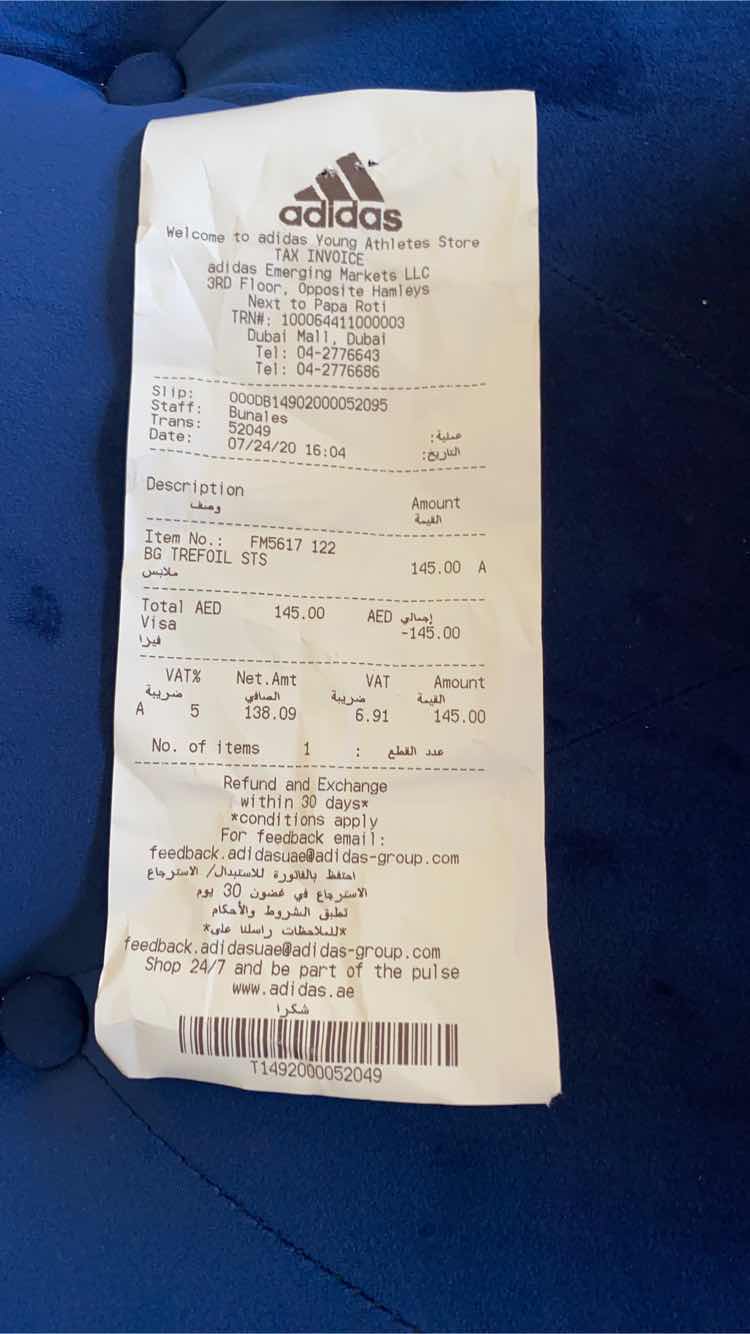 adidas
Welcome to adidas Young Athletes Store
TAX INVOICE
adidas Emerging Markets LLC
3RD Floor, Opposite Hamleys
Next to Papa Roti
TRN#: 100064411000003
Dubai Mall, Dubai
Tel: 04-2776643
Tel: 04-2776686
Slip: 000DB14902000052095
Staff: Bunales
Trans: 52049 عملية:
Date: 07/24/20 16:04 التاريخ:
Description Amount
وصف القيمة
Item No.: FM5617 122
BG TREFOIL STS 145.00 A
ملابس
Total AED 145.00 AED إجمالي
Visa -145.00
فيزا
VAT% Net.Amt VAT Amount
ضريبة الصافي ضريبة القيمة
A 5 138.09 6.91 145.00
No. of items 1 : عدد القطع
Refund and Exchange
within 30 days*
*conditions apply
For feedback email:
feedback.adidasuae@adidas-group.com
احتفظ بالفاتورة للاستبدال/ الاسترجاع
الاسترجاع في غضون 30 يوم
تطبق الشروط والأحكام
*للملاحظات راسلنا على*
feedback.adidasuae@adidas-group.com
Shop 24/7 and be part of the pulse
www.adidas.ae
شكرا
T1492000052049